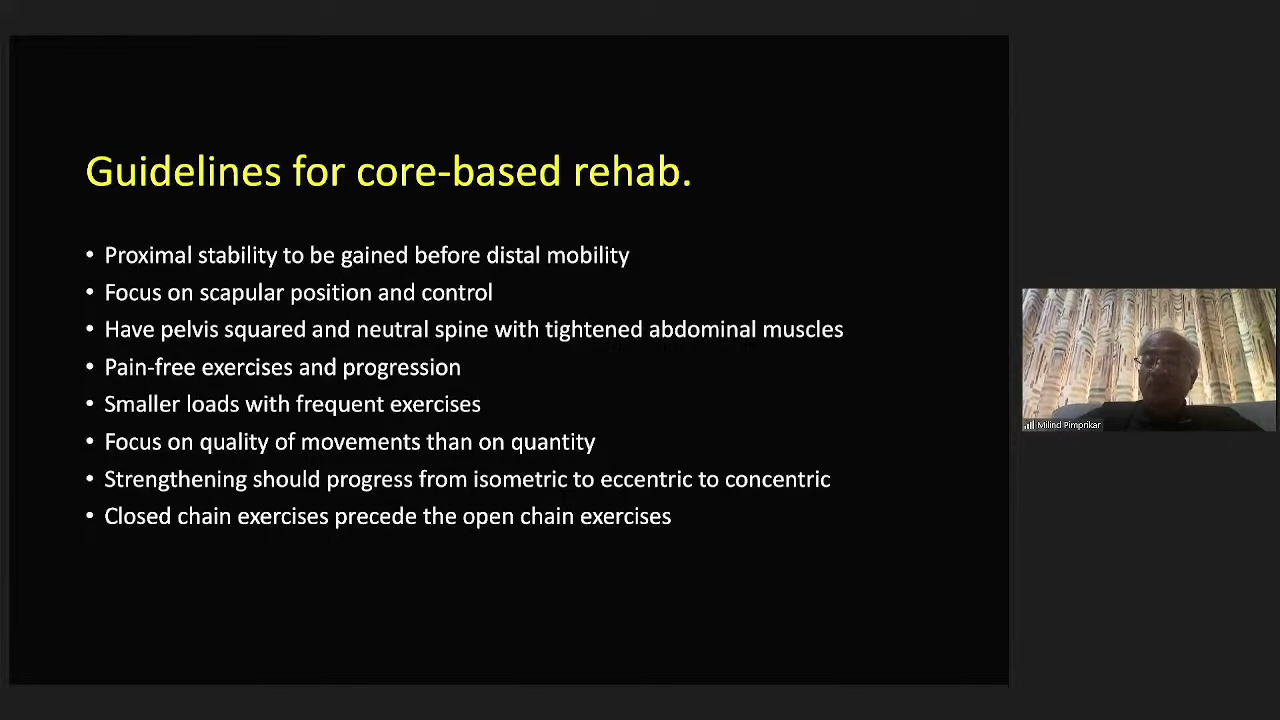 Guidelines for core-based rehab.
• Proximal stability to be gained before distal mobility
• Focus on scapular position and control
• Have pelvis squared and neutral spine with tightened abdominal muscles
• Pain-free exercises and progression
• Smaller loads with frequent exercises
• Focus on quality of movements than on quantity
• Strengthening should progress from isometric to eccentric to concentric
• Closed chain exercises precede the open chain exercises
Milind Pimprikar